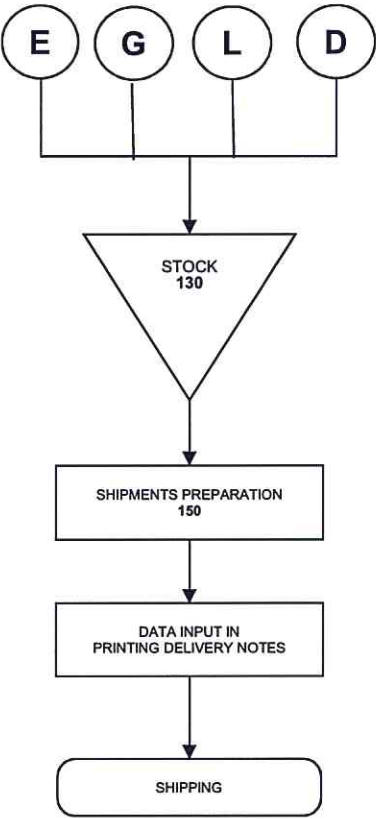 E G L D
STOCK
130
SHIPMENTS PREPARATION
150
DATA INPUT IN
PRINTING DELIVERY NOTES
SHIPPING